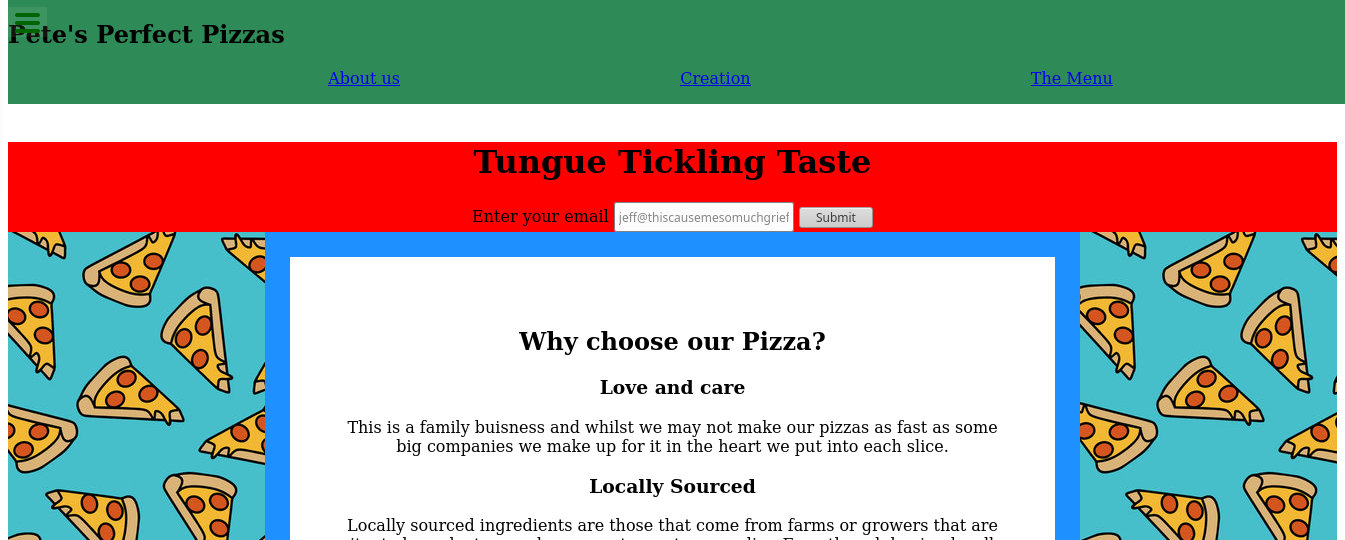 Pete's Perfect Pizzas
About us Creation The Menu
Tungue Tickling Taste
Enter your email jeff@thiscausemesomuchgrief Submit
Why choose our Pizza?
Love and care
This is a family buisness and whilst we may not make our pizzas as fast as some
big companies we make up for it in the heart we put into each slice.
Locally Sourced
Locally sourced ingredients are those that come from farms or growers that are